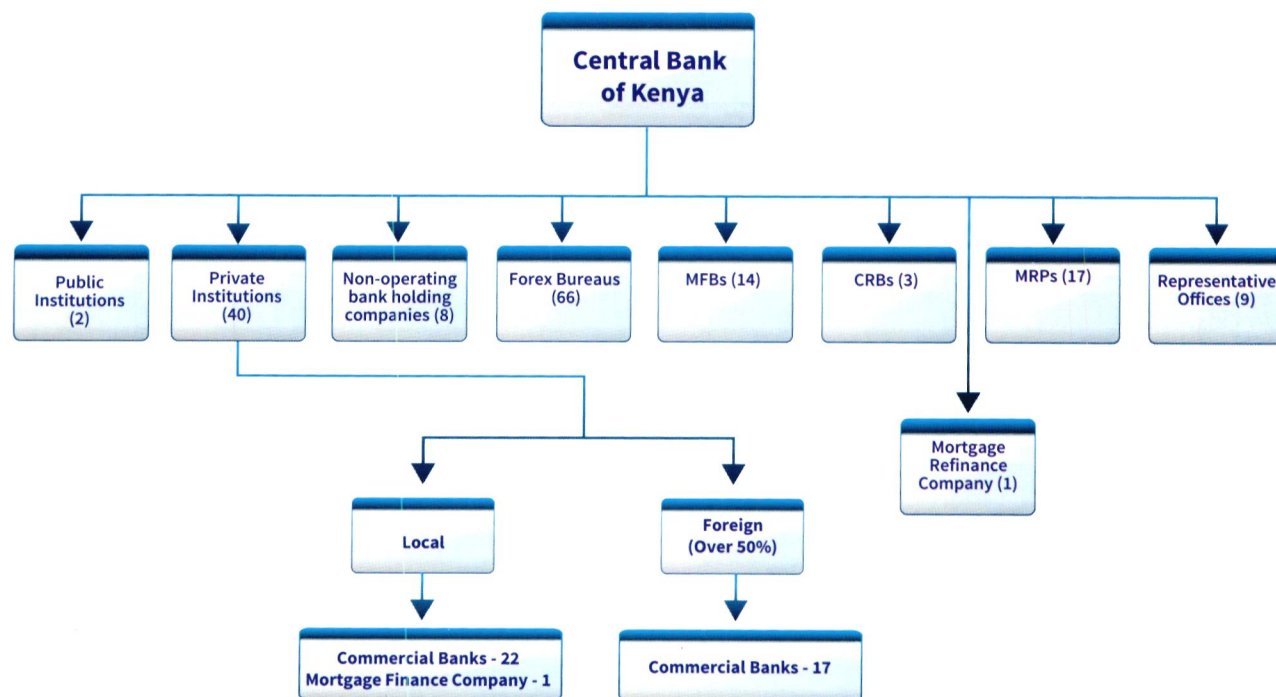 Central Bank
of Kenya
Public
Institutions
(2)
Private
Institutions
(40)
Non-operating
bank holding
companies (8)
Forex Bureaus
(66)
MFBs (14)
CRBs (3)
MRPs (17)
Representative
Offices (9)
Mortgage
Refinance
Company (1)
Local
Foreign
(Over 50%)
Commercial Banks - 22
Mortgage Finance Company - 1
Commercial Banks - 17